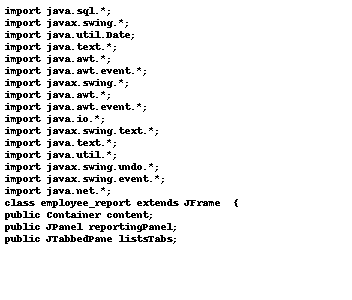 import java.sql.*;
import javax.swing.*;
import java.util.Date;
import java.text.*;
import java.awt.*;
import java.awt.event.*;
import javax.swing.*;
import java.awt.*;
import java.awt.event.*;
import java.io.*;
import javax.swing.text.*;
import java.text.*;
import java.util.*;
import javax.swing.undo.*;
import javax.swing.event.*;
import java.net.*;
class employee_report extends JFrame  {
public Container content;
public JPanel reportingPanel;
public JTabbedPane listsTabs;